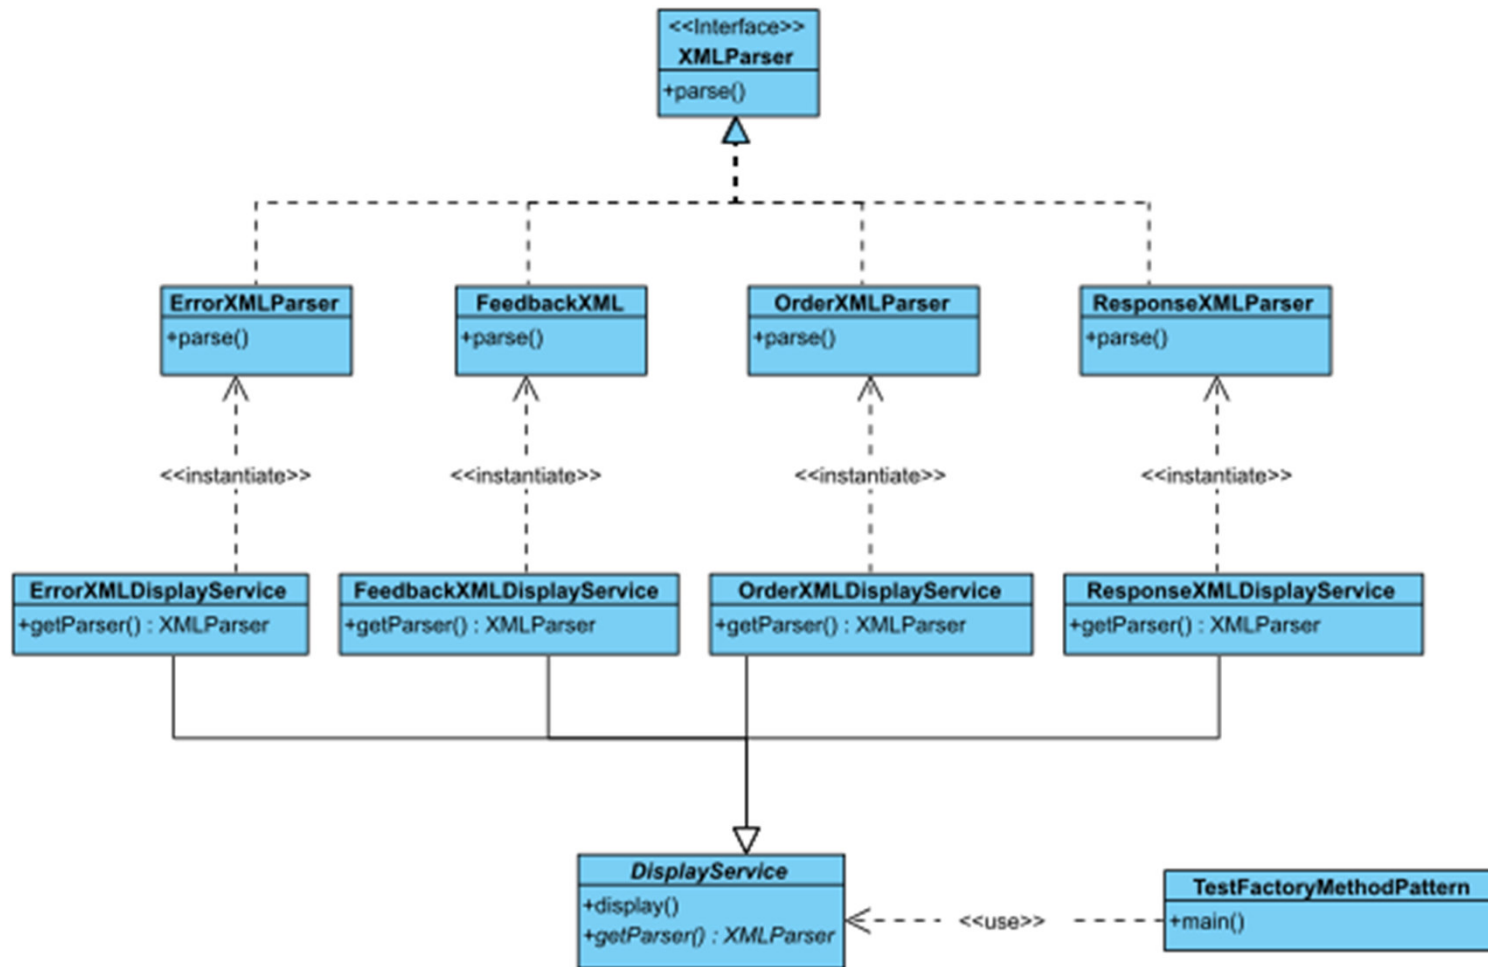 <<Interface>>
XMLParser
+parse()
ErrorXMLParser
+parse()
FeedbackXML
+parse()
OrderXMLParser
+parse()
ResponseXMLParser
+parse()
<<instantiate>>
<<instantiate>>
<<instantiate>>
<<instantiate>>
ErrorXMLDisplayService
+getParser() : XMLParser
FeedbackXMLDisplayService
+getParser() : XMLParser
OrderXMLDisplayService
+getParser() : XMLParser
ResponseXMLDisplayService
+getParser() : XMLParser
DisplayService
+display()
+getParser() : XMLParser
<<use>>
TestFactoryMethodPattern
+main()